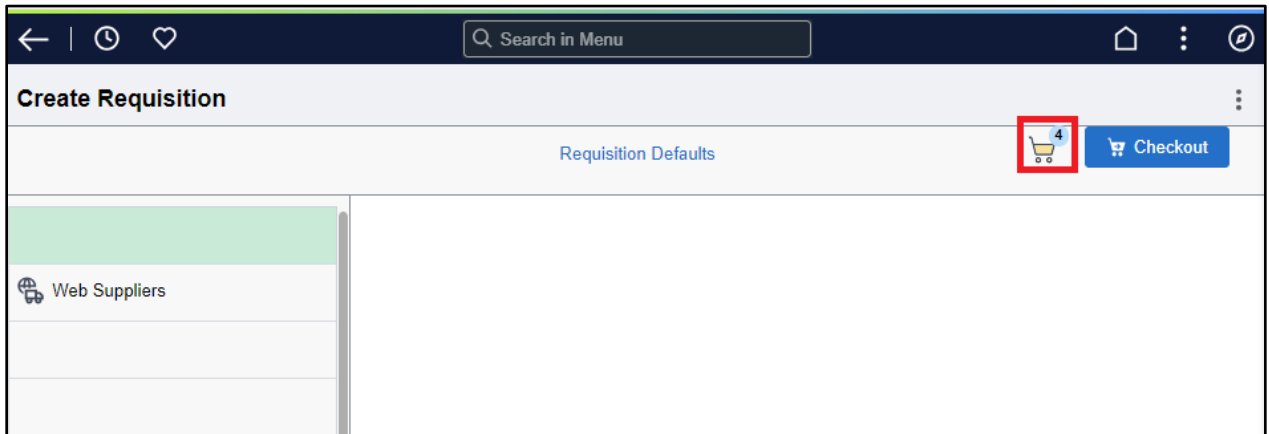 Search in Menu
Create Requisition
Requisition Defaults
4
Checkout
Web Suppliers